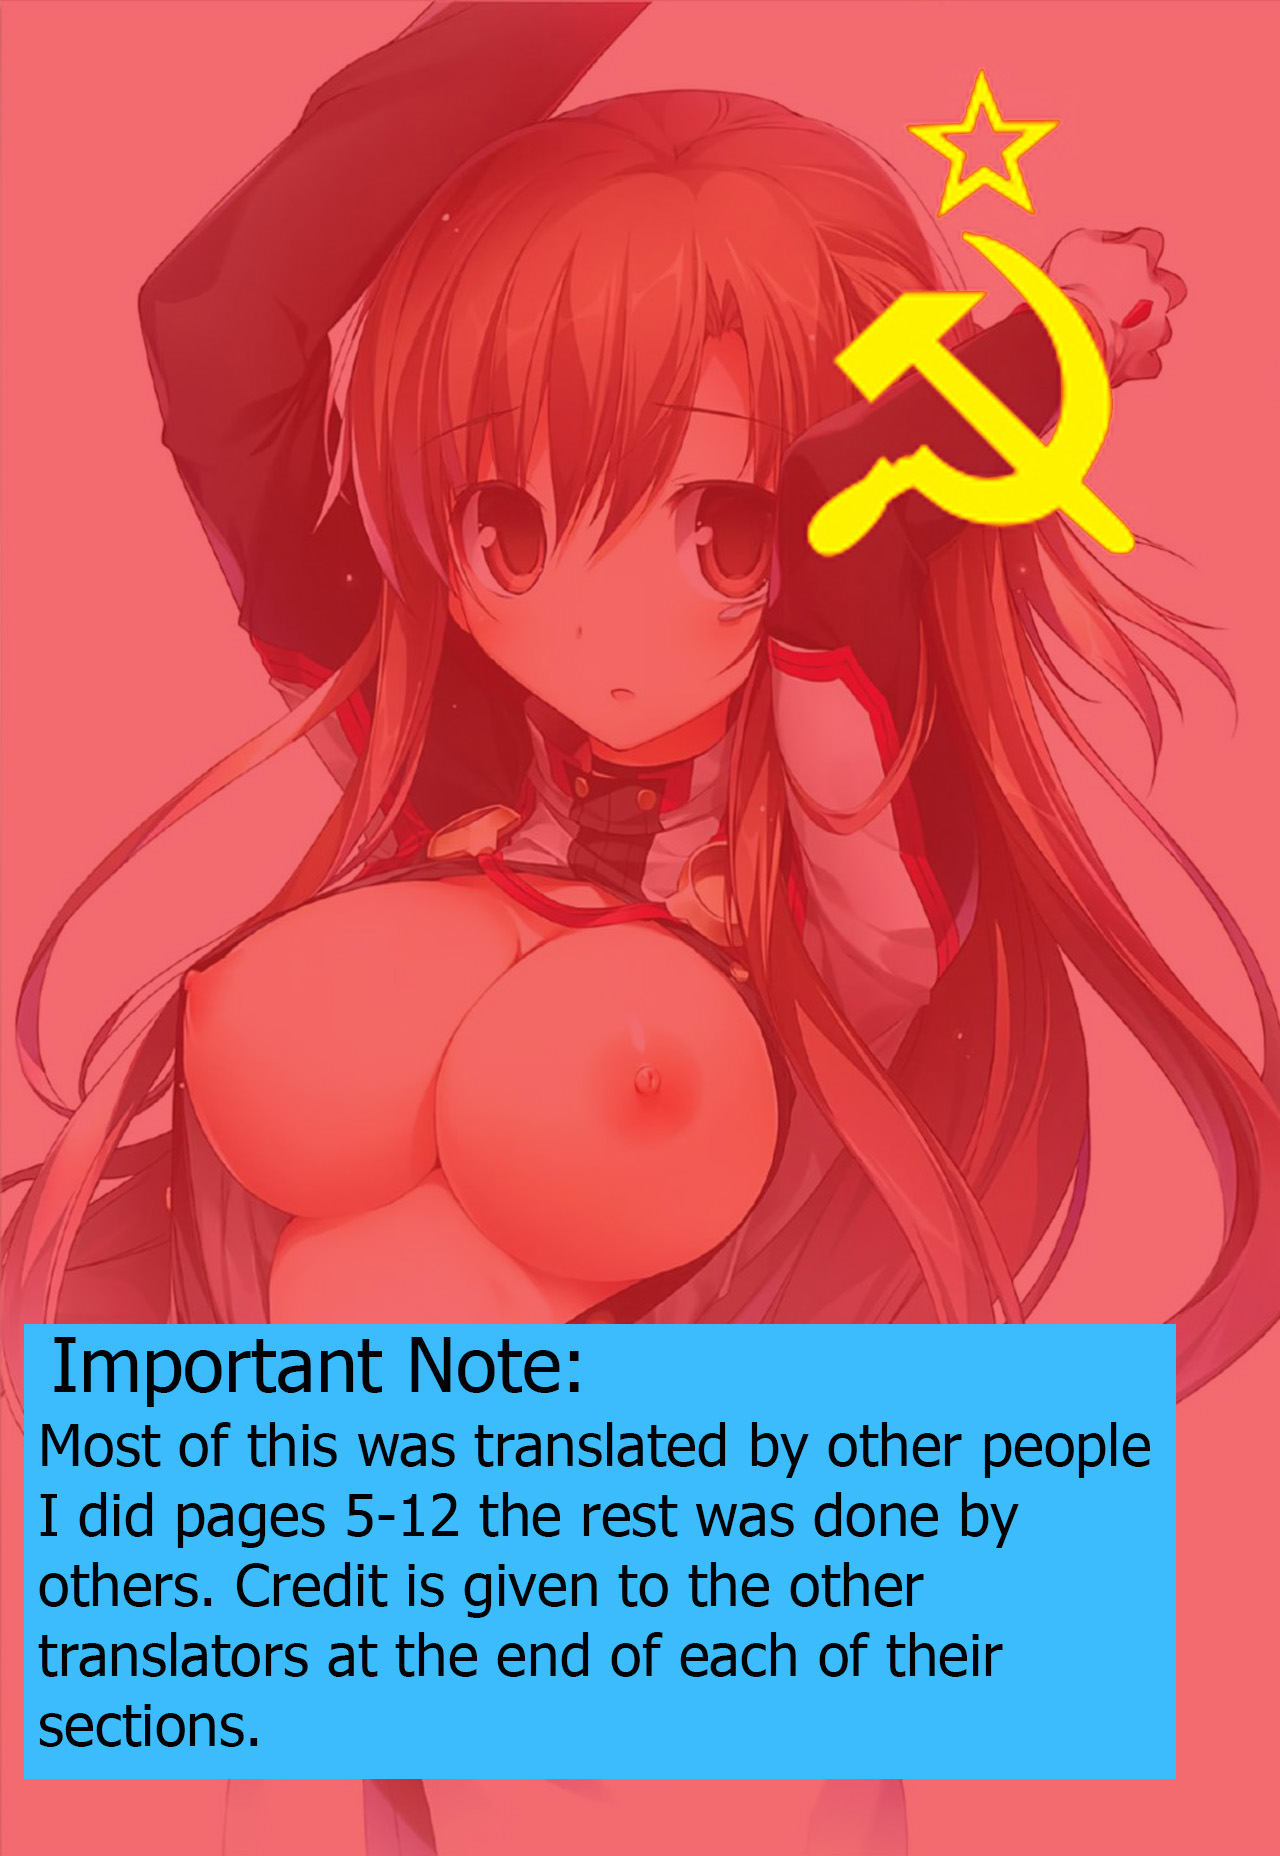 Important Note:
Most of this was translated by other people
I did pages 5-12 the rest was done by
others. Credit is given to the other
translators at the end of each of their
sections.